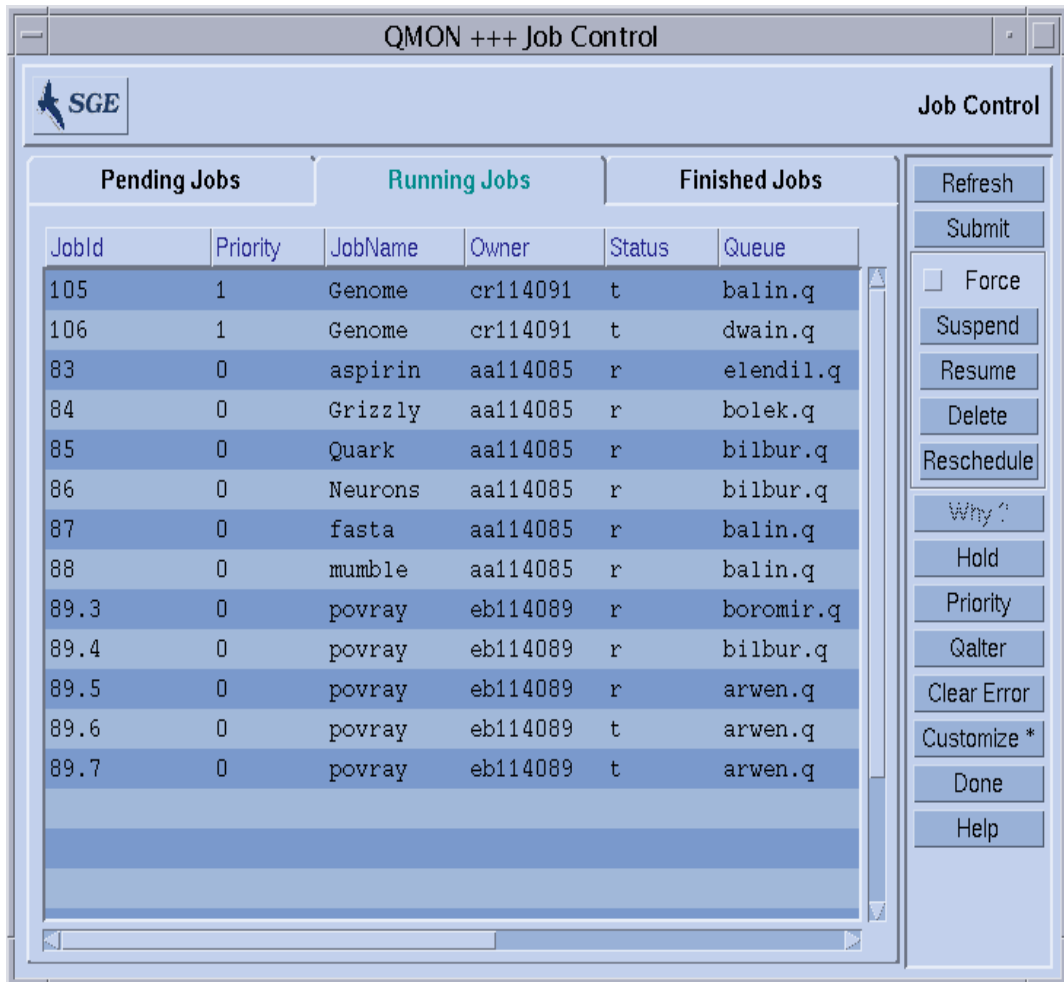 QMON +++ Job Control
SGE
Job Control
Pending Jobs Running Jobs Finished Jobs
JobId Priority JobName Owner Status Queue
105 1 Genome cr114091 t balin.q
106 1 Genome cr114091 t dwain.q
83 0 aspirin aa114085 r elendil.q
84 0 Grizzly aa114085 r bolek.q
85 0 Quark aa114085 r bilbur.q
86 0 Neurons aa114085 r bilbur.q
87 0 fasta aa114085 r balin.q
88 0 mumble aa114085 r balin.q
89.3 0 povray eb114089 r boromir.q
89.4 0 povray eb114089 r bilbur.q
89.5 0 povray eb114089 r arwen.q
89.6 0 povray eb114089 t arwen.q
89.7 0 povray eb114089 t arwen.q
Refresh
Submit
Force
Suspend
Resume
Delete
Reschedule
Why ?
Hold
Priority
Qalter
Clear Error
Customize *
Done
Help